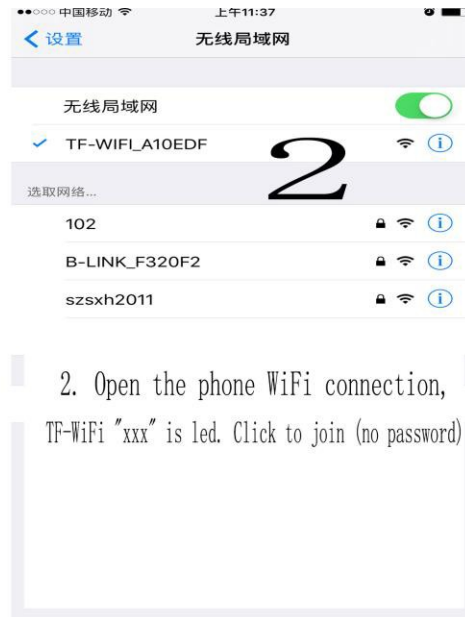 中国移动 上午11:37
设置 无线局域网
无线局域网
TF-WIFI_A10EDF
2
选取网络...
102
B-LINK_F320F2
szsxh2011
2. Open the phone WiFi connection,
TF-WiFi "xxx" is led. Click to join (no password)